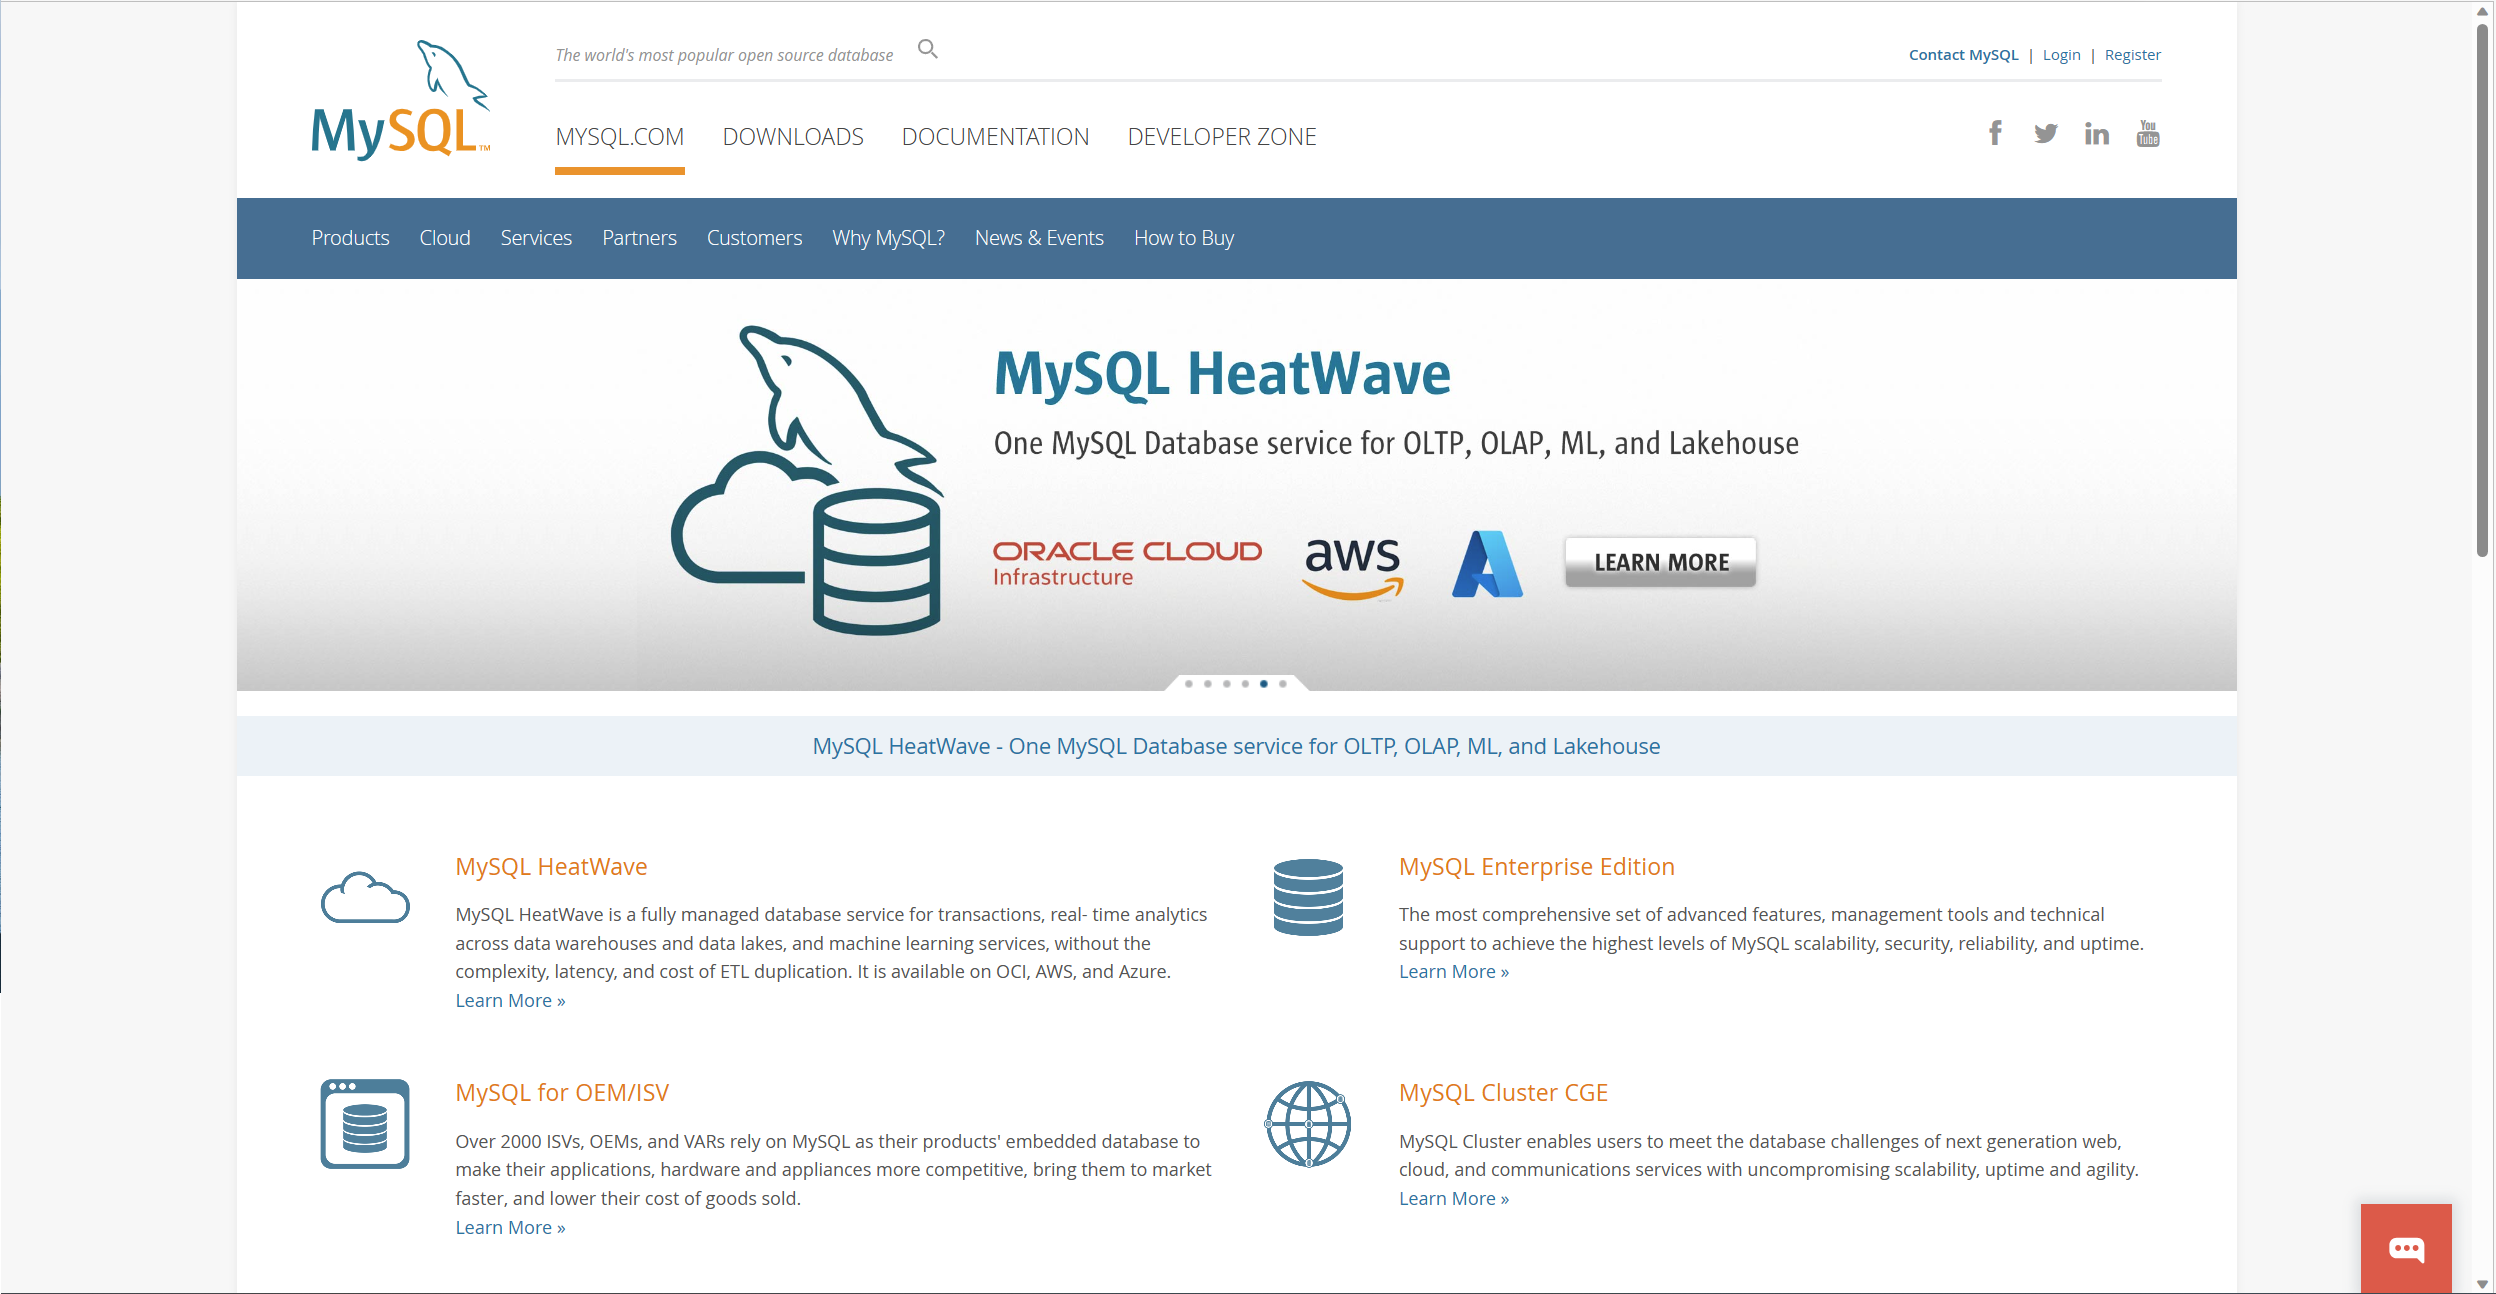 The world's most popular open source database
Contact MySQL | Login | Register
MySQL™
MYSQL.COM DOWNLOADS DOCUMENTATION DEVELOPER ZONE
You Tube
Products Cloud Services Partners Customers Why MySQL? News & Events How to Buy
MySQL HeatWave
One MySQL Database service for OLTP, OLAP, ML, and Lakehouse
ORACLE CLOUD
Infrastructure
aws
LEARN MORE
MySQL HeatWave - One MySQL Database service for OLTP, OLAP, ML, and Lakehouse
MySQL HeatWave
MySQL HeatWave is a fully managed database service for transactions, real- time analytics
across data warehouses and data lakes, and machine learning services, without the
complexity, latency, and cost of ETL duplication. It is available on OCI, AWS, and Azure.
Learn More »
MySQL Enterprise Edition
The most comprehensive set of advanced features, management tools and technical
support to achieve the highest levels of MySQL scalability, security, reliability, and uptime.
Learn More »
MySQL for OEM/ISV
Over 2000 ISVs, OEMs, and VARs rely on MySQL as their products' embedded database to
make their applications, hardware and appliances more competitive, bring them to market
faster, and lower their cost of goods sold.
Learn More »
MySQL Cluster CGE
MySQL Cluster enables users to meet the database challenges of next generation web,
cloud, and communications services with uncompromising scalability, uptime and agility.
Learn More »